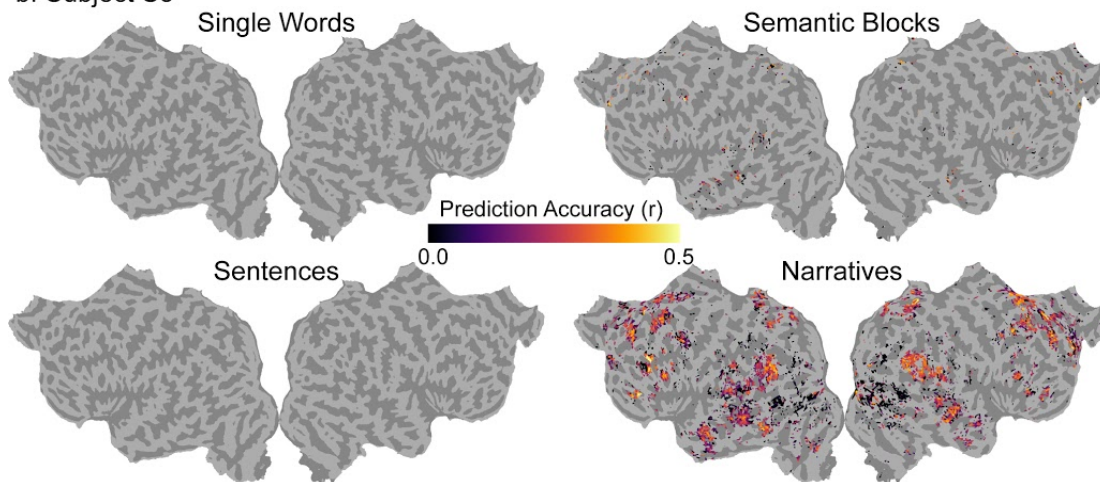 Single Words
Semantic Blocks
Prediction Accuracy (r)
0.0
0.5
Sentences
Narratives